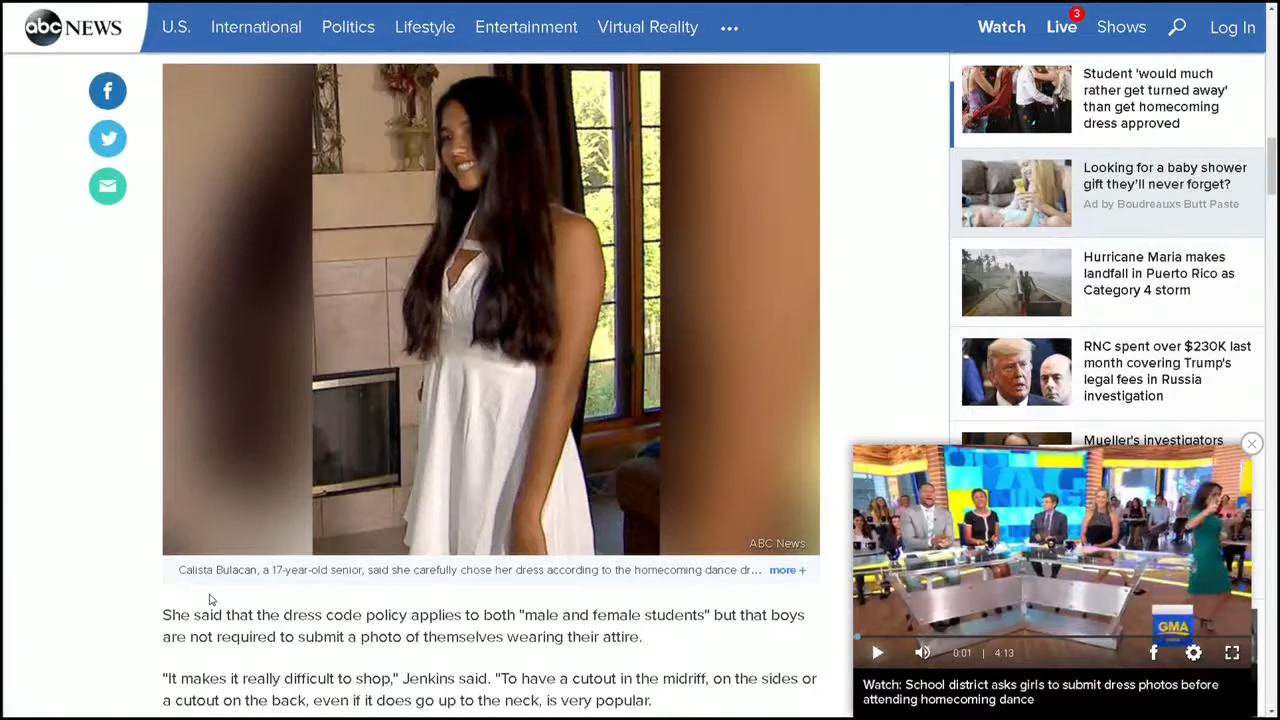 abc NEWS
U.S. International Politics Lifestyle Entertainment Virtual Reality ...
Watch Live 3 Shows Log In
ABC News
Calista Bulacan, a 17-year-old senior, said she carefully chose her dress according to the homecoming dance dr... more +
She said that the dress code policy applies to both "male and female students" but that boys
are not required to submit a photo of themselves wearing their attire.
"It makes it really difficult to shop," Jenkins said. "To have a cutout in the midriff, on the sides or
a cutout on the back, even if it does go up to the neck, is very popular.
Student 'would much
rather get turned away'
than get homecoming
dress approved
Looking for a baby shower
gift they'll never forget?
Ad by Boudreauxs Butt Paste
Hurricane Maria makes
landfall in Puerto Rico as
Category 4 storm
RNC spent over $230K last
month covering Trump's
legal fees in Russia
investigation
Mueller's investigators
GMA
0:01 | 4:13
Watch: School district asks girls to submit dress photos before
attending homecoming dance